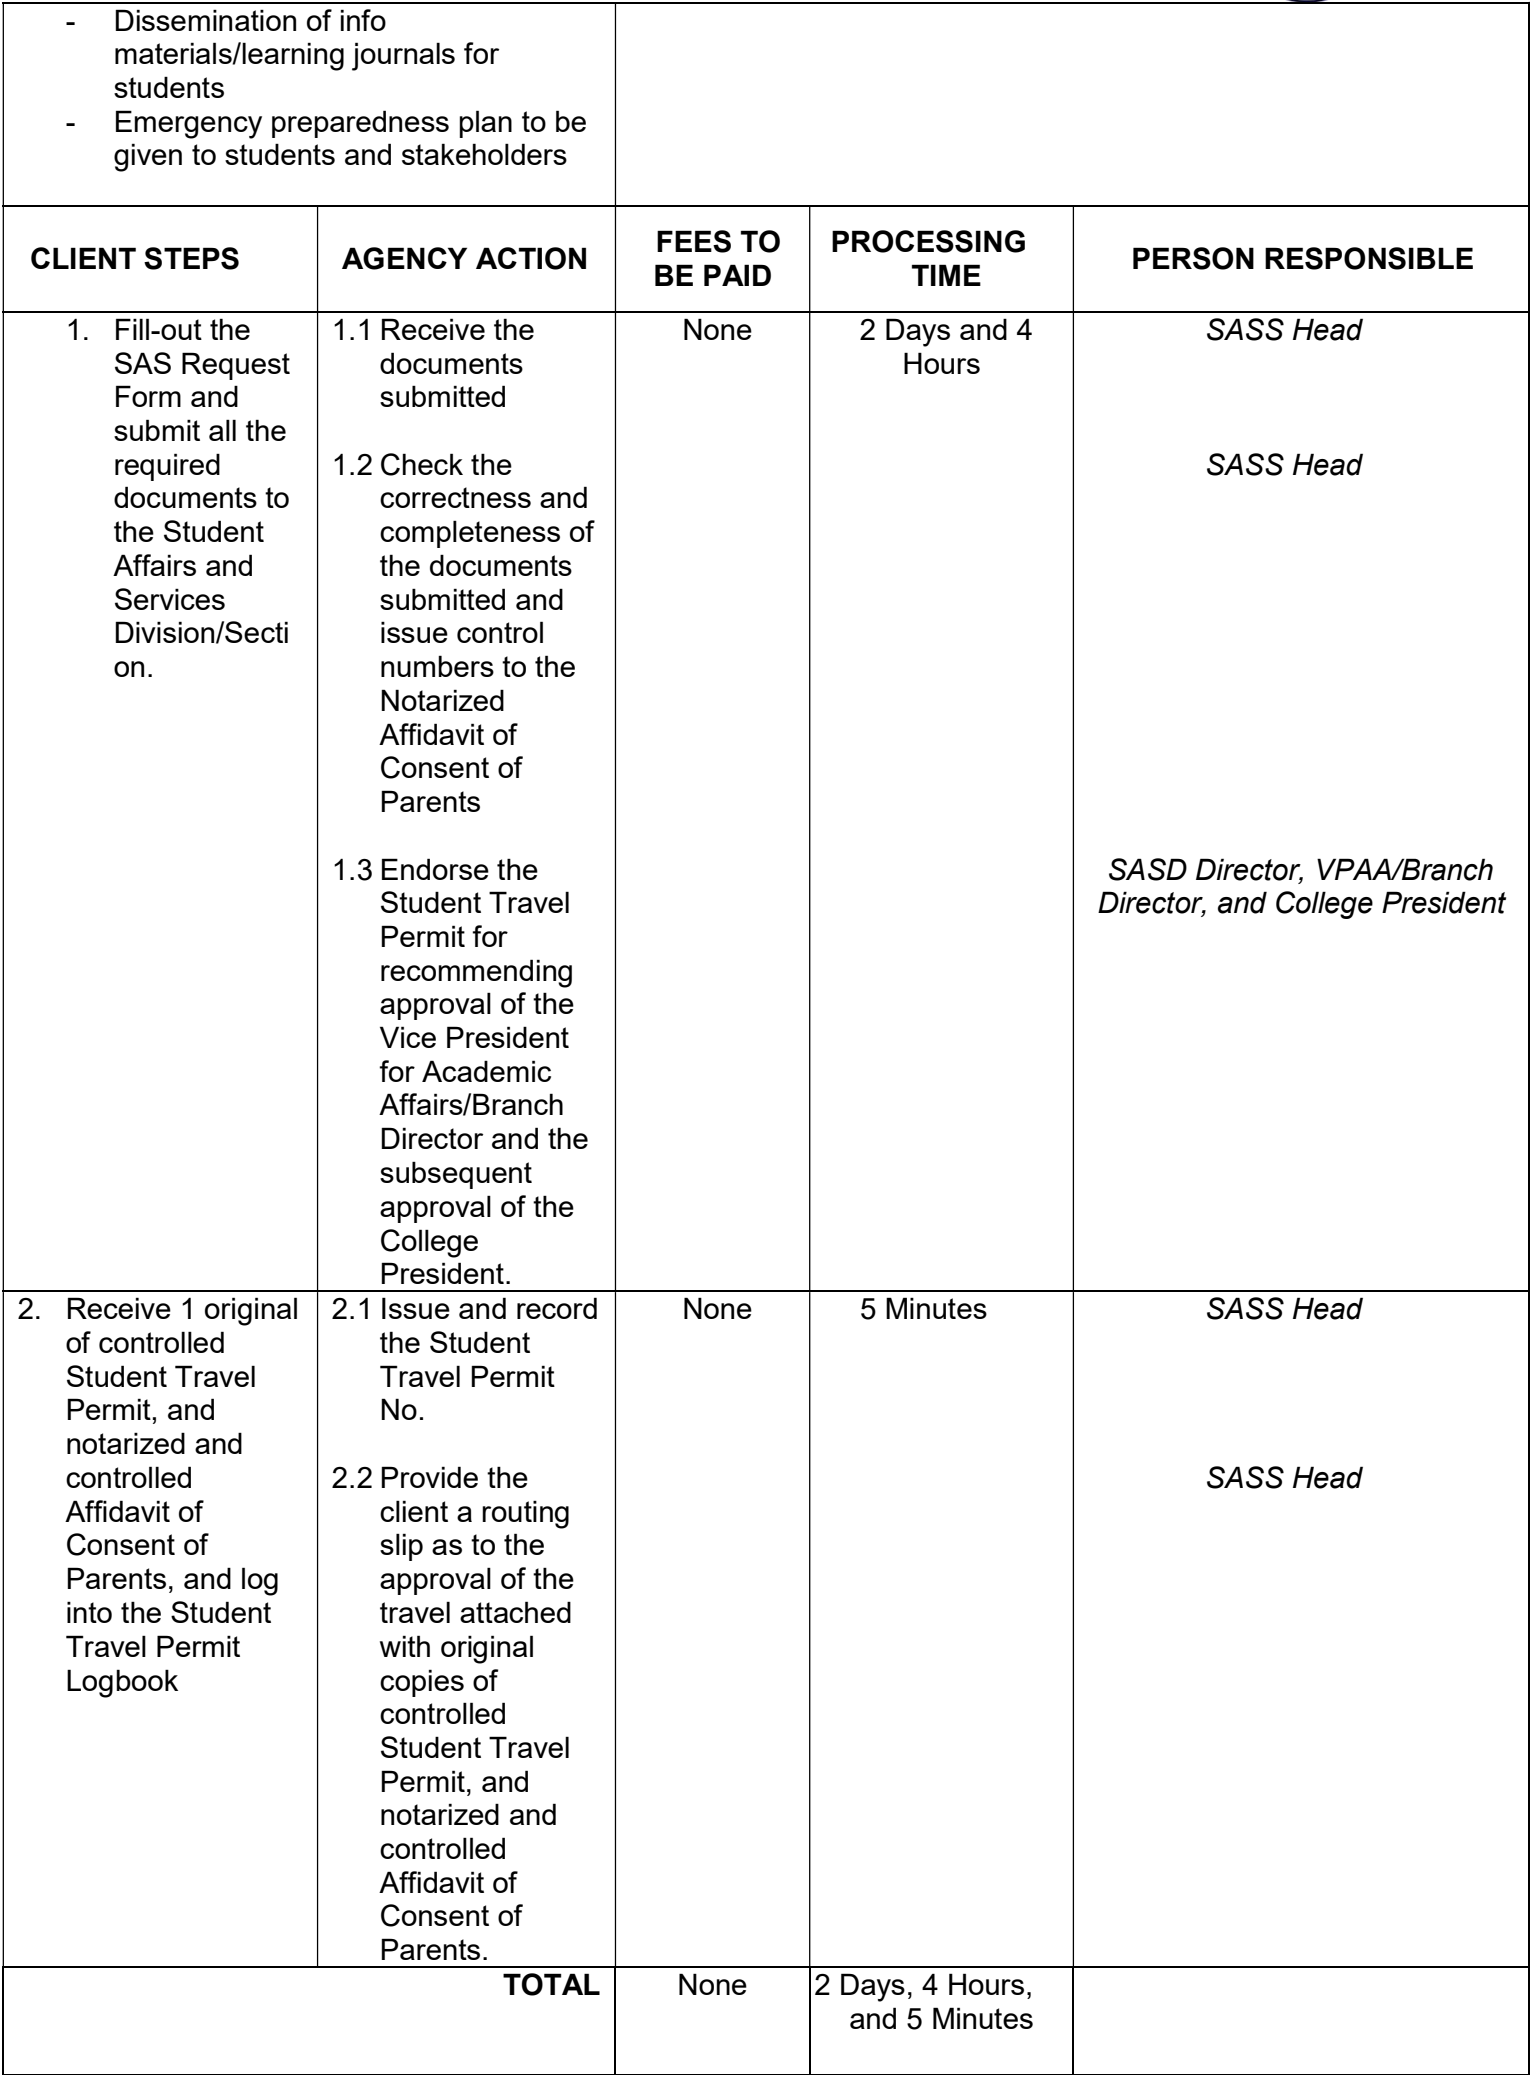 - Dissemination of info
materials/learning journals for
students
- Emergency preparedness plan to be
given to students and stakeholders
CLIENT STEPS
AGENCY ACTION
FEES TO
BE PAID
PROCESSING
TIME
PERSON RESPONSIBLE
1. Fill-out the
SAS Request
Form and
submit all the
required
documents to
the Student
Affairs and
Services
Division/Secti
on.
1.1 Receive the
documents
submitted
1.2 Check the
correctness and
completeness of
the documents
submitted and
issue control
numbers to the
Notarized
Affidavit of
Consent of
Parents
1.3 Endorse the
Student Travel
Permit for
recommending
approval of the
Vice President
for Academic
Affairs/Branch
Director and the
subsequent
approval of the
College
President.
None
2 Days and 4
Hours
SASS Head
SASS Head
SASD Director, VPAA/Branch
Director, and College President
2. Receive 1 original
of controlled
Student Travel
Permit, and
notarized and
controlled
Affidavit of
Consent of
Parents, and log
into the Student
Travel Permit
Logbook
2.1 Issue and record
the Student
Travel Permit
No.
2.2 Provide the
client a routing
slip as to the
approval of the
travel attached
with original
copies of
controlled
Student Travel
Permit, and
notarized and
controlled
Affidavit of
Consent of
Parents.
None
5 Minutes
SASS Head
SASS Head
TOTAL
None
2 Days, 4 Hours,
and 5 Minutes